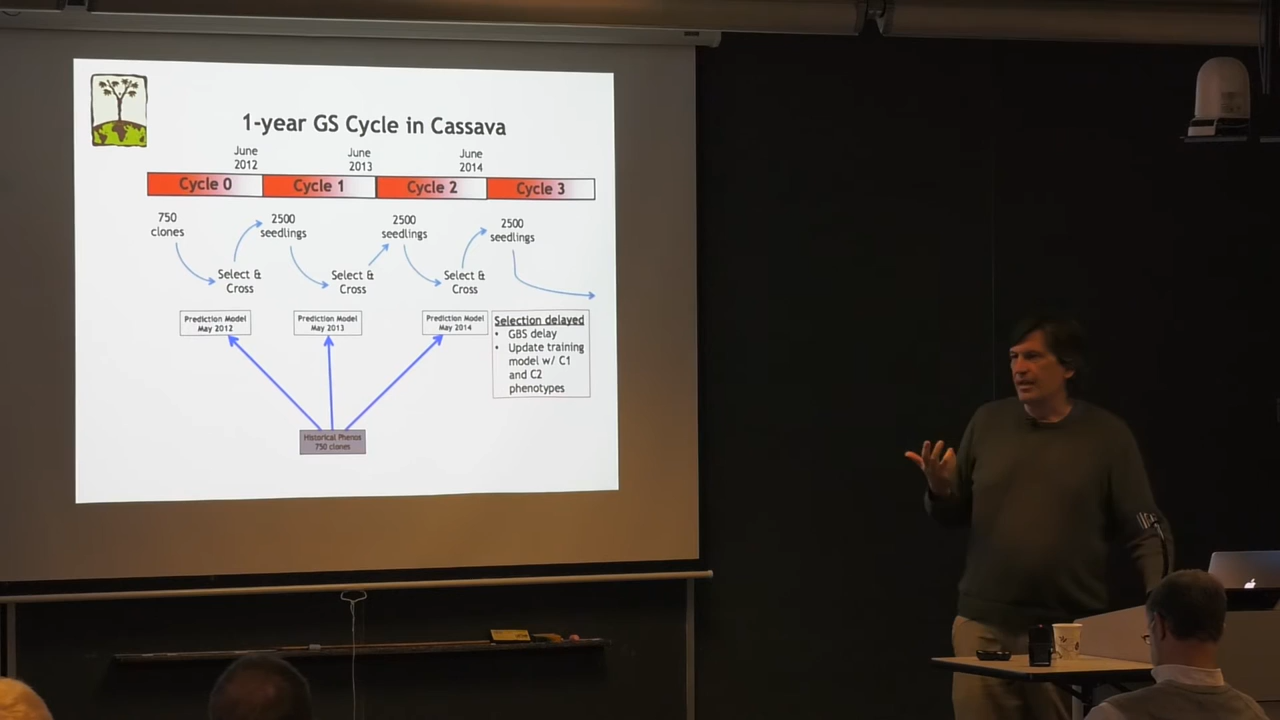 1-year GS Cycle in Cassava
June 2012
June 2013
June 2014
Cycle 0
Cycle 1
Cycle 2
Cycle 3
750
clones
2500
seedlings
2500
seedlings
2500
seedlings
Select &
Cross
Select &
Cross
Select &
Cross
Prediction Model
May 2012
Prediction Model
May 2013
Prediction Model
May 2014
Selection delayed
• GBS delay
• Update training
model w/ C1
and C2
phenotypes
Historical Phenos
750 clones